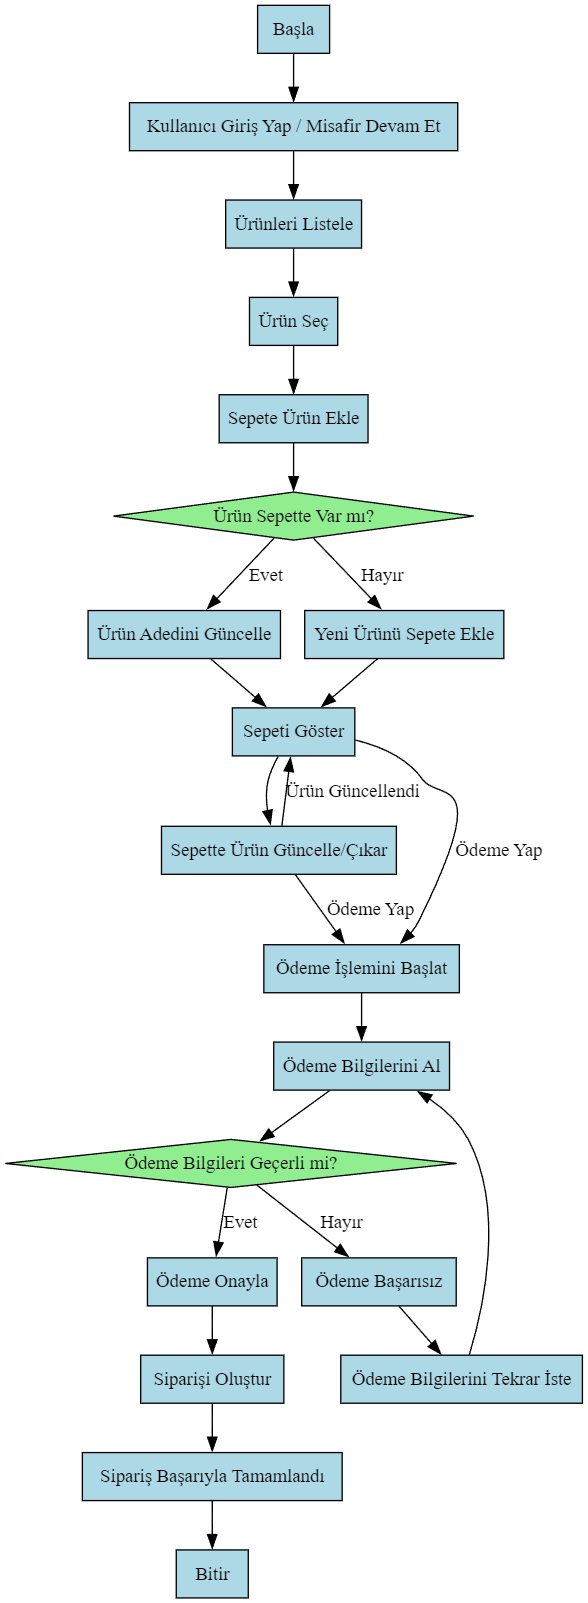 Başla
Kullanıcı Giriş Yap / Misafir Devam Et
Ürünleri Listele
Ürün Seç
Sepete Ürün Ekle
Ürün Sepette Var mı?
Evet
Hayır
Ürün Adedini Güncelle
Yeni Ürünü Sepete Ekle
Sepeti Göster
Ürün Güncellendi
Sepette Ürün Güncelle/Çıkar
Ödeme Yap
Ödeme Yap
Ödeme İşlemini Başlat
Ödeme Bilgilerini Al
Ödeme Bilgileri Geçerli mi?
Evet
Hayır
Ödeme Onayla
Ödeme Başarısız
Siparişi Oluştur
Ödeme Bilgilerini Tekrar İste
Sipariş Başarıyla Tamamlandı
Bitir